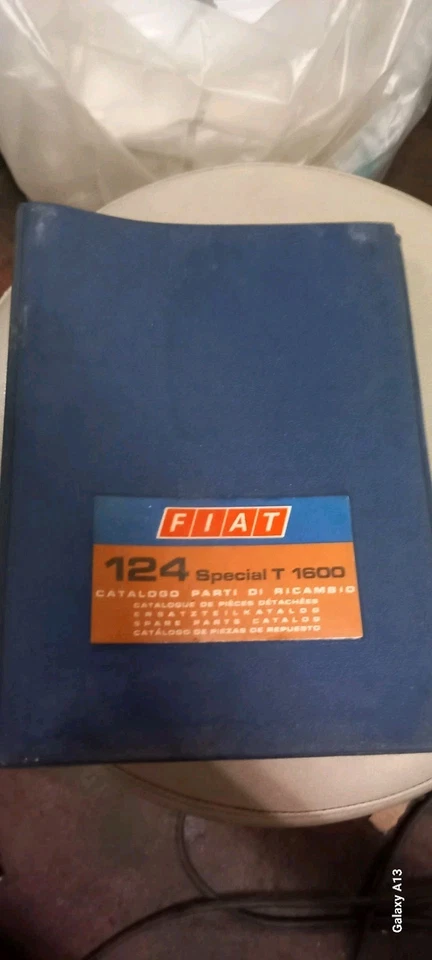 FIAT
124 Special T 1600
CATALOGO PARTI DI RICAMBIO
CATALOGUE DE PIÈCES DÉTACHÉES
ERSATZTEILKATALOG
SPARE PARTS CATALOG
CATÁLOGO DE PIEZAS DE REPUESTO
Galaxy A13